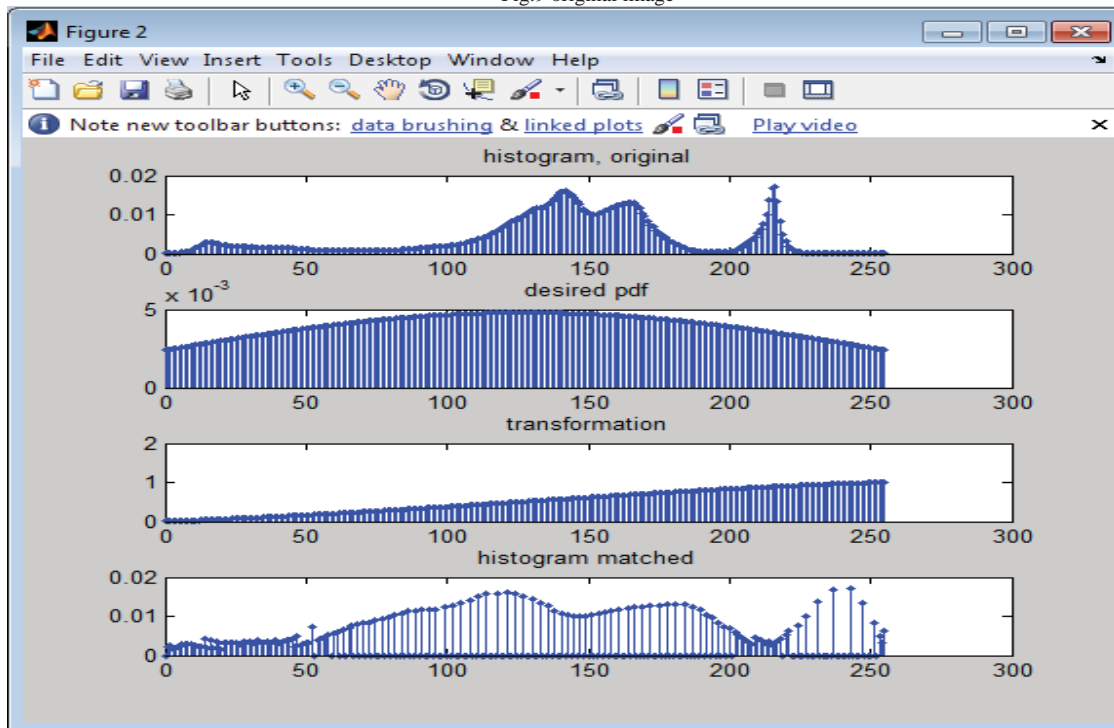 Figure 2
File Edit View Insert Tools Desktop Window Help
Note new toolbar buttons: data brushing & linked plots Play video
histogram, original
0.02
0.01
0
0 50 100 150 200 250 300
desired pdf
x 10^-3
5
0
0 50 100 150 200 250 300
transformation
2
1
0
0 50 100 150 200 250 300
histogram matched
0.02
0.01
0
0 50 100 150 200 250 300